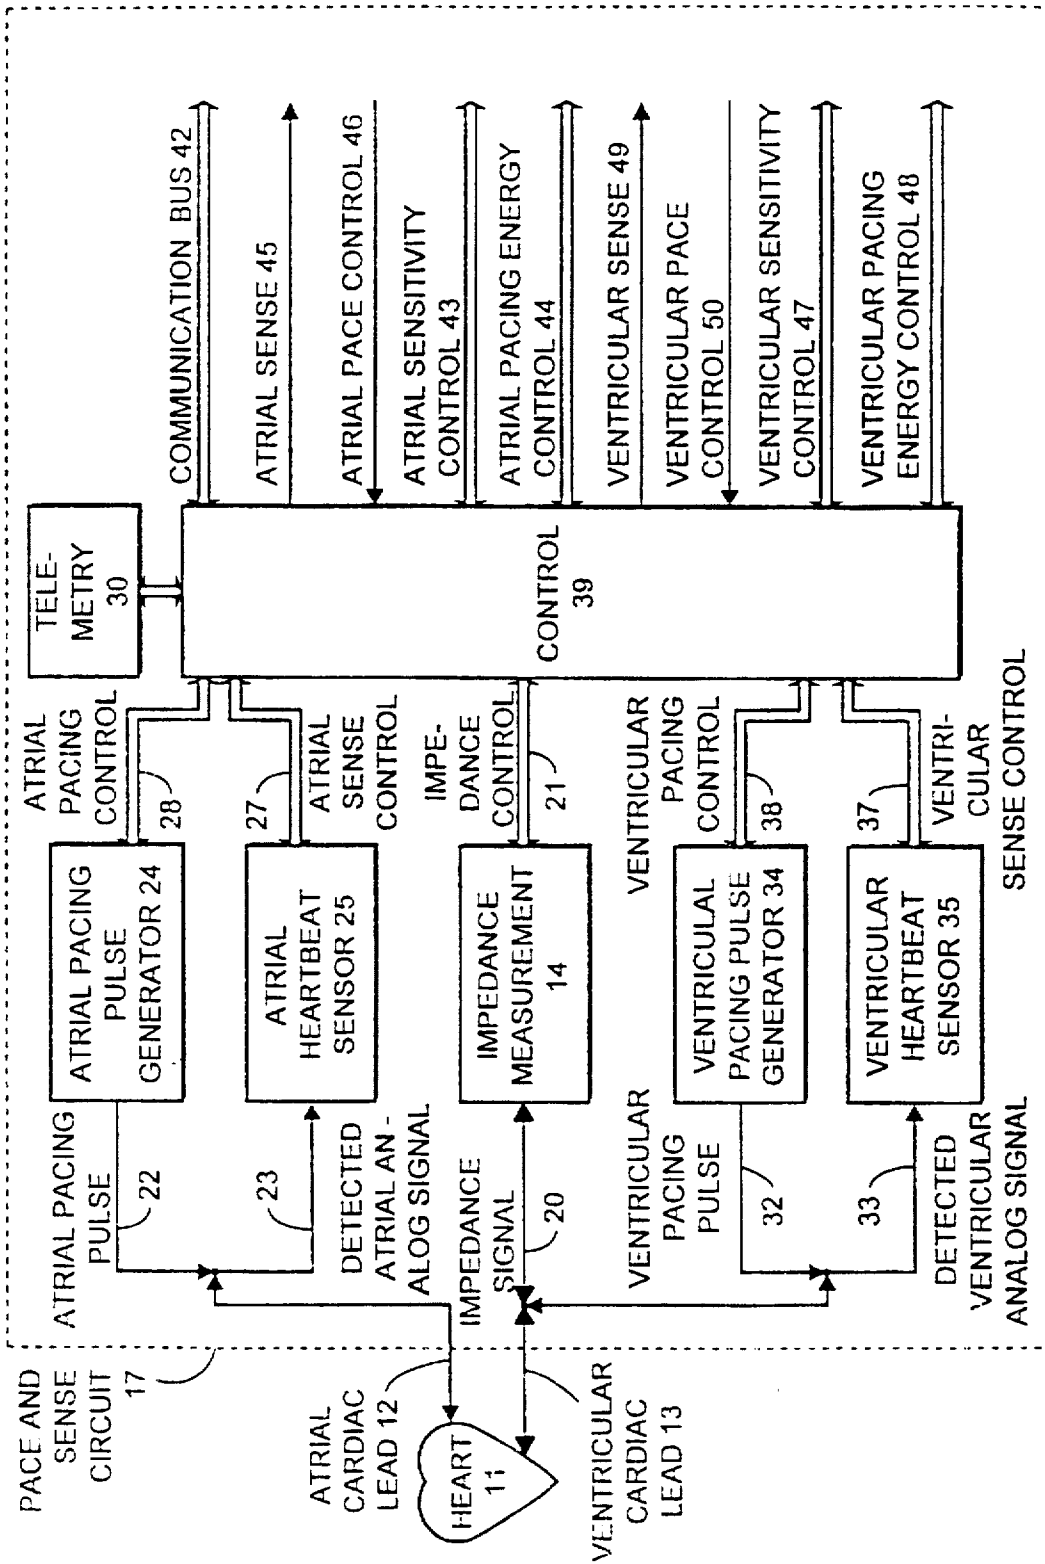 PACE AND
SENSE
CIRCUIT
17
ATRIAL
CARDIAC
LEAD 12
HEART
11
VENTRICULAR
CARDIAC
LEAD 13
ATRIAL PACING
PULSE
22
23
DETECTED
ATRIAL AN -
ALOG SIGNAL
IMPEDANCE
SIGNAL
20
VENTRICULAR
PACING
PULSE
32
33
DETECTED
VENTRICULAR
ANALOG SIGNAL
ATRIAL PACING
PULSE
GENERATOR 24
ATRIAL
HEARTBEAT
SENSOR 25
IMPEDANCE
MEASUREMENT
14
VENTRICULAL
PACING PULSE
GENERATOR 34
VENTRICULAR
HEARTBEAT
SENSOR 35
ATRIAL
PACING
CONTROL
28
27
ATRIAL
SENSE
CONTROL
IMPE-
DANCE
CONTROL
21
VENTRICULAR
PACING
CONTROL
38
37
VENTRI-
CULAR
SENSE CONTROL
TELE-
METRY
30
CONTROL
39
COMMUNICATION BUS 42
ATRIAL SENSE 45
ATRIAL PACE CONTROL 46
ATRIAL SENSITIVITY
CONTROL 43
ATRIAL PACING ENERGY
CONTROL 44
VENTRICULAR SENSE 49
VENTRICULAR PACE
CONTROL 50
VENTRICULAR SENSITIVITY
CONTROL 47
VENTRICULAR PACING
ENERGY CONTROL 48